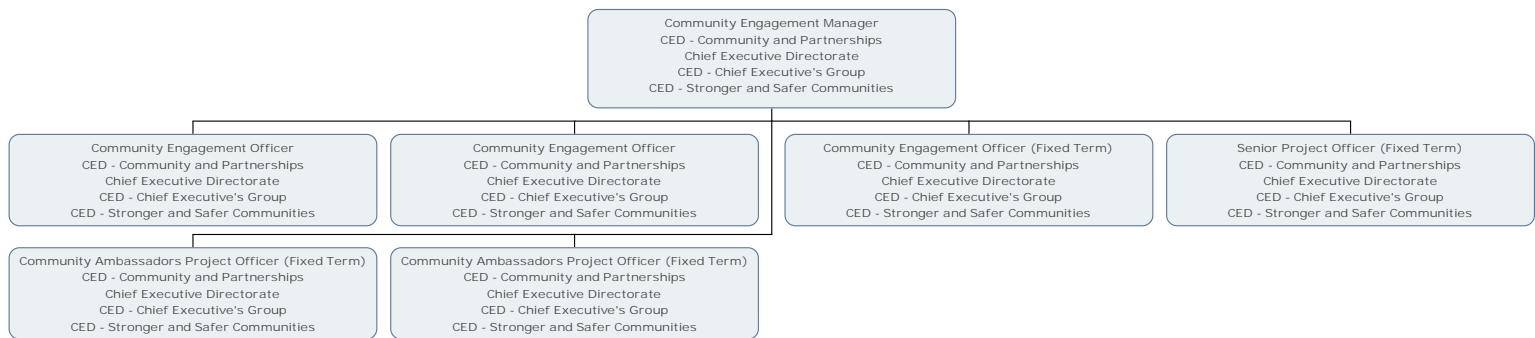 Community Engagement Manager
CED - Community and Partnerships
Chief Executive Directorate
CED - Chief Executive's Group
CED - Stronger and Safer Communities
Community Engagement Officer
CED - Community and Partnerships
Chief Executive Directorate
CED - Chief Executive's Group
CED - Stronger and Safer Communities
Community Engagement Officer
CED - Community and Partnerships
Chief Executive Directorate
CED - Chief Executive's Group
CED - Stronger and Safer Communities
Community Engagement Officer (Fixed Term)
CED - Community and Partnerships
Chief Executive Directorate
CED - Chief Executive's Group
CED - Stronger and Safer Communities
Senior Project Officer (Fixed Term)
CED - Community and Partnerships
Chief Executive Directorate
CED - Chief Executive's Group
CED - Stronger and Safer Communities
Community Ambassadors Project Officer (Fixed Term)
CED - Community and Partnerships
Chief Executive Directorate
CED - Chief Executive's Group
CED - Stronger and Safer Communities
Community Ambassadors Project Officer (Fixed Term)
CED - Community and Partnerships
Chief Executive Directorate
CED - Chief Executive's Group
CED - Stronger and Safer Communities